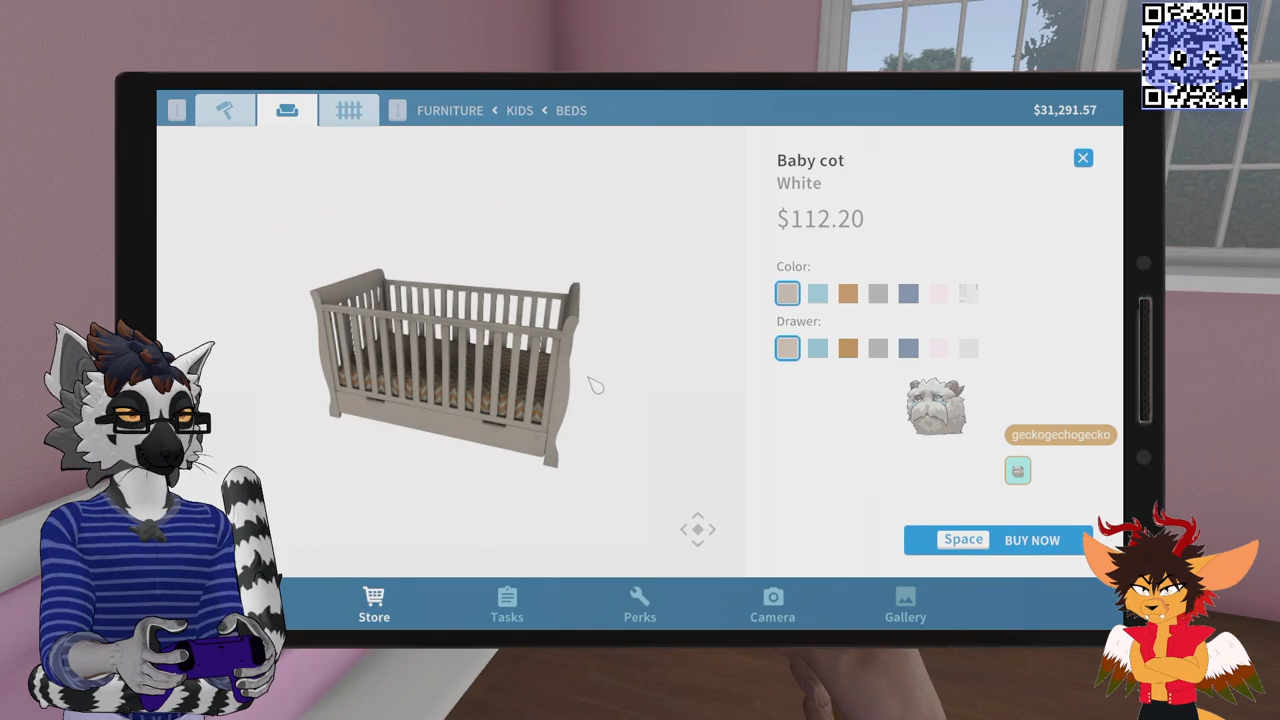 FURNITURE < KIDS < BEDS
$31,291.57
Baby cot
White
$112.20
Color:
Drawer:
geckogechogecko
Space BUY NOW
Store
Tasks
Perks
Camera
Gallery